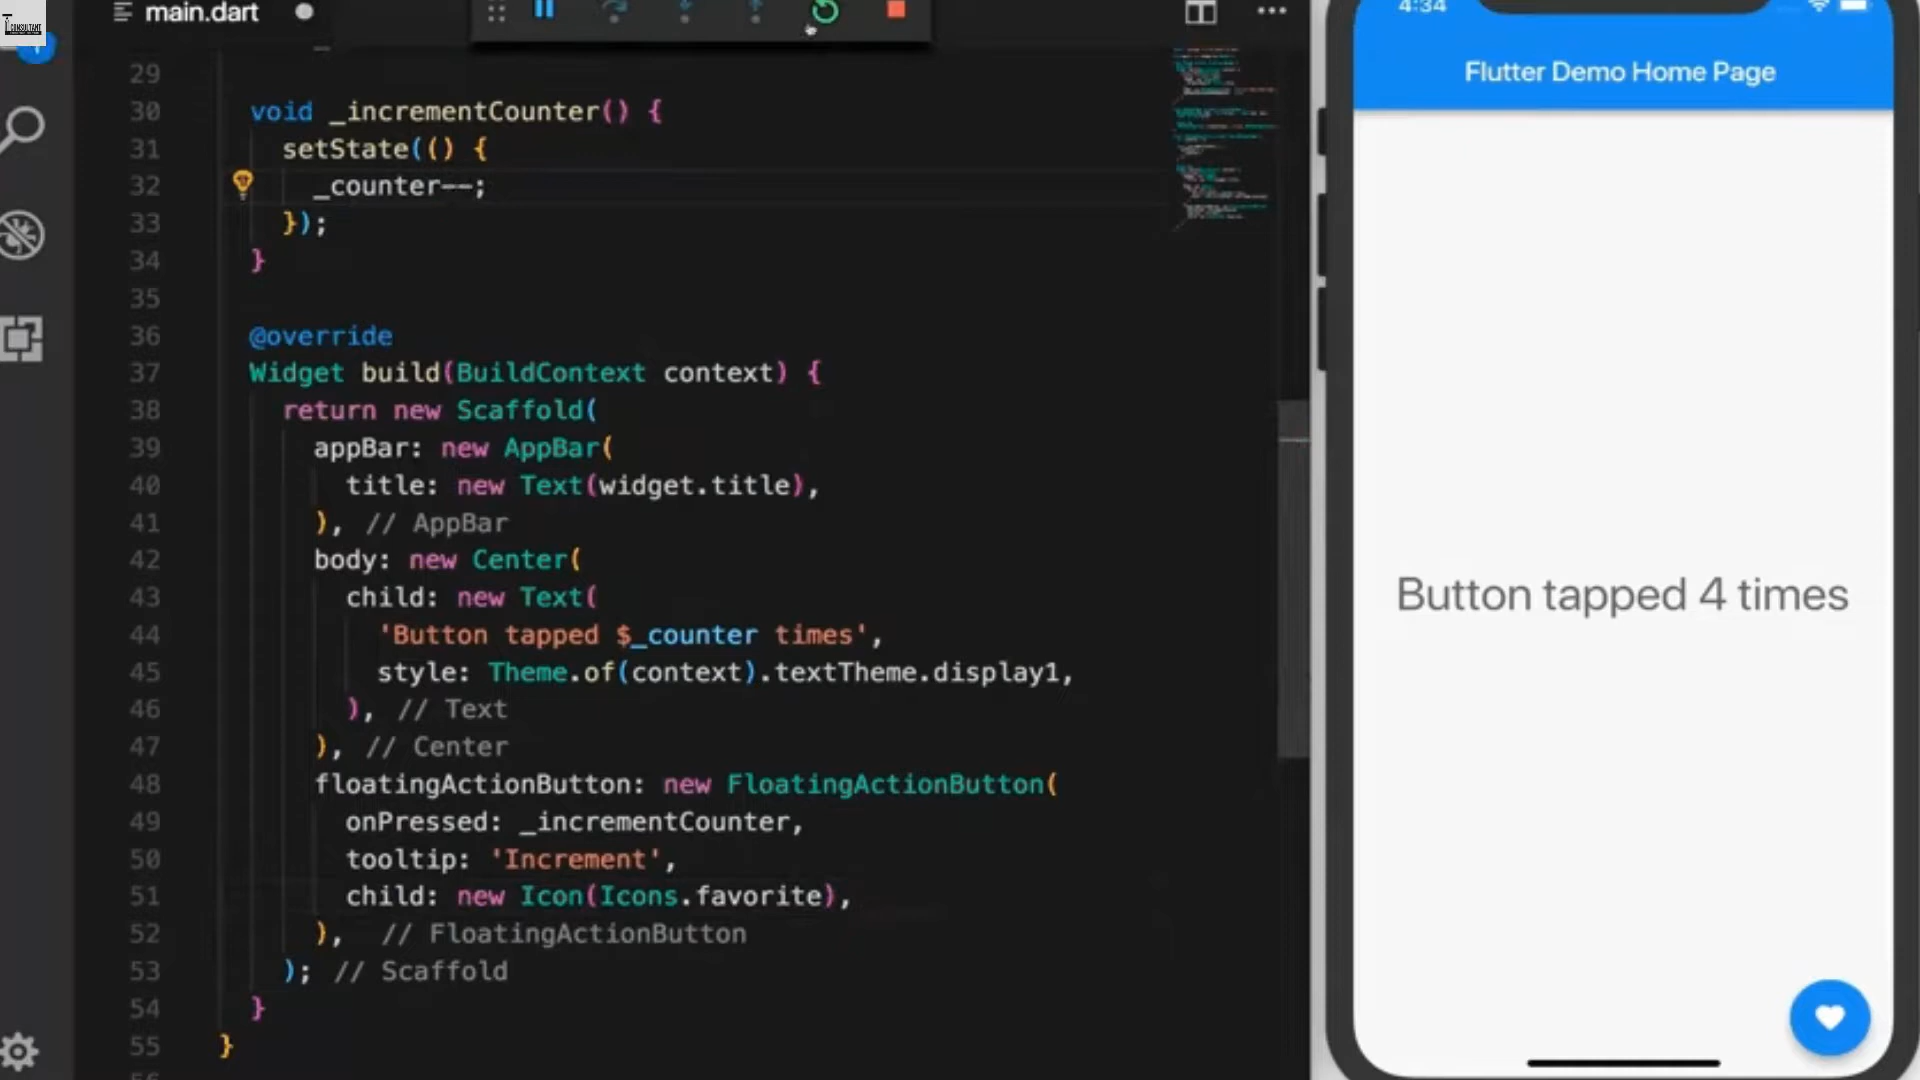 CONSULTANT
main.dart
29
30 void _incrementCounter() {
31 setState(() {
32 _counter--;
33 });
34 }
35
36 @override
37 Widget build(BuildContext context) {
38 return new Scaffold(
39 appBar: new AppBar(
40 title: new Text(widget.title),
41 ), // AppBar
42 body: new Center(
43 child: new Text(
44 'Button tapped $_counter times',
45 style: Theme.of(context).textTheme.display1,
46 ), // Text
47 ), // Center
48 floatingActionButton: new FloatingActionButton(
49 onPressed: _incrementCounter,
50 tooltip: 'Increment',
51 child: new Icon(Icons.favorite),
52 ), // FloatingActionButton
53 ); // Scaffold
54 }
55 }
4:34
Flutter Demo Home Page
Button tapped 4 times